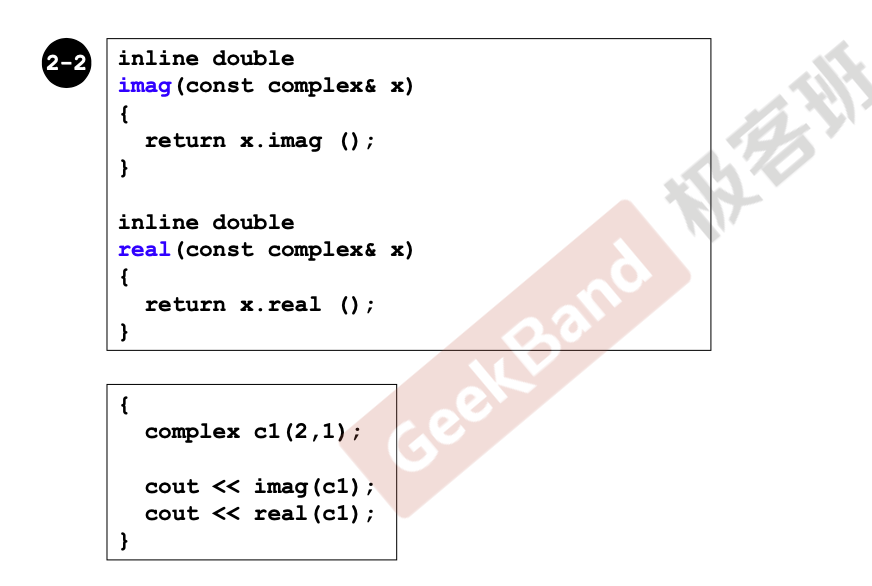 2-2
inline double
imag(const complex& x)
{
  return x.imag ();
}
inline double
real(const complex& x)
{
  return x.real ();
}
{
  complex c1(2,1);
  cout << imag(c1);
  cout << real(c1);
}
GeekBand 极客班